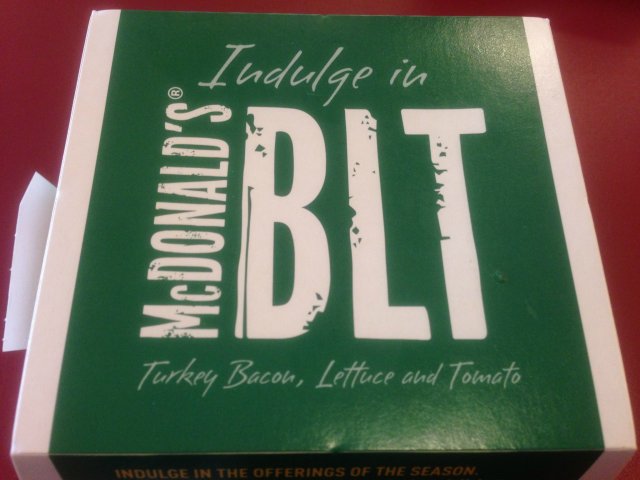 Indulge in
McDONALD'S®
BLT
Turkey Bacon, Lettuce and Tomato
INDULGE IN THE OFFERINGS OF THE SEASON.